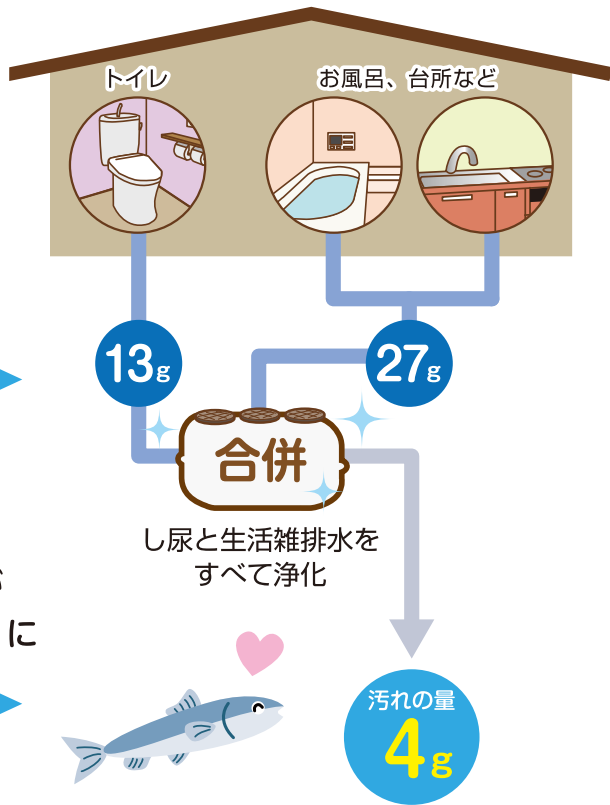 トイレ
お風呂、台所など
13g
27g
合併
し尿と生活雑排水を
すべて浄化
に
汚れの量
4g